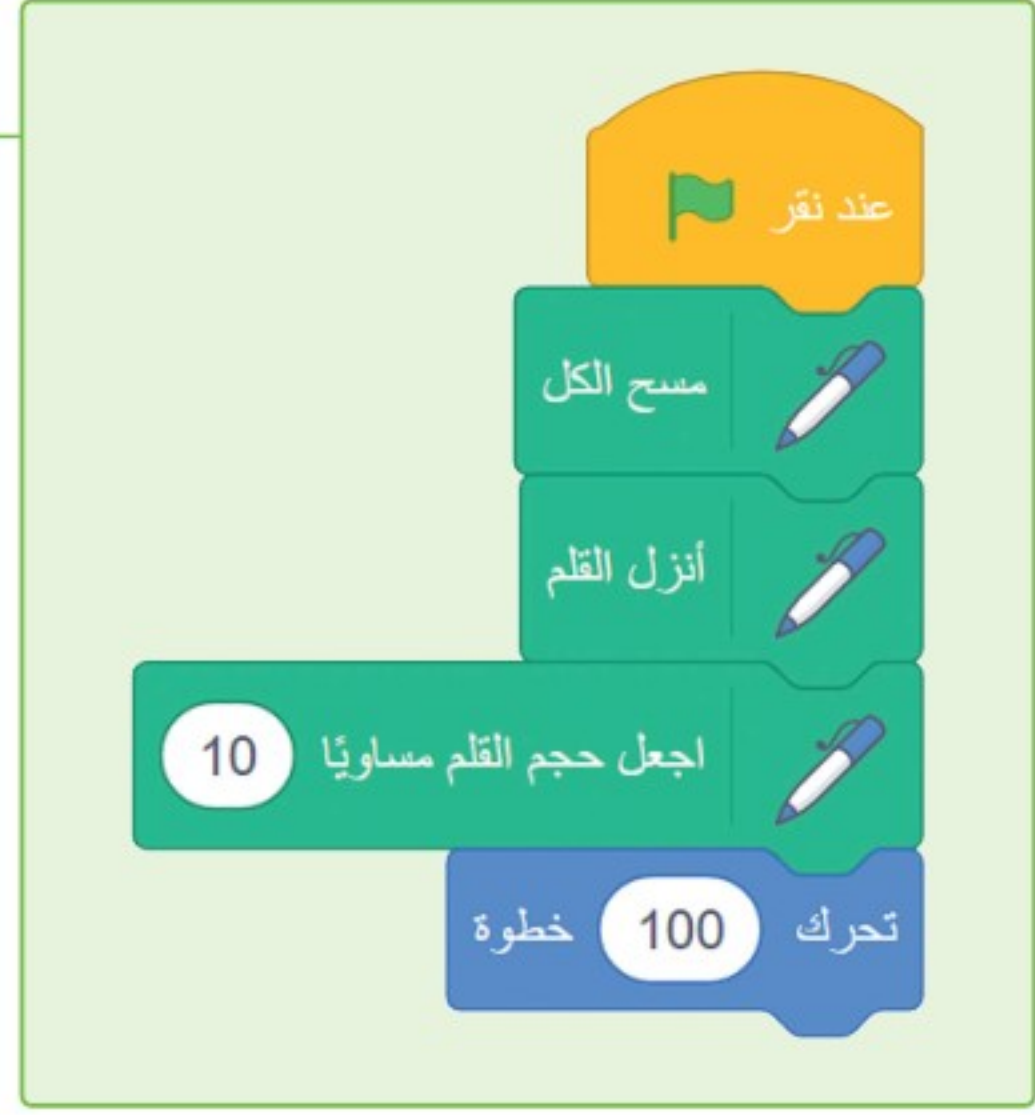 عند نقر
مسح الكل
أنزل القلم
اجعل حجم القلم مساويًا 10
تحرك 100 خطوة